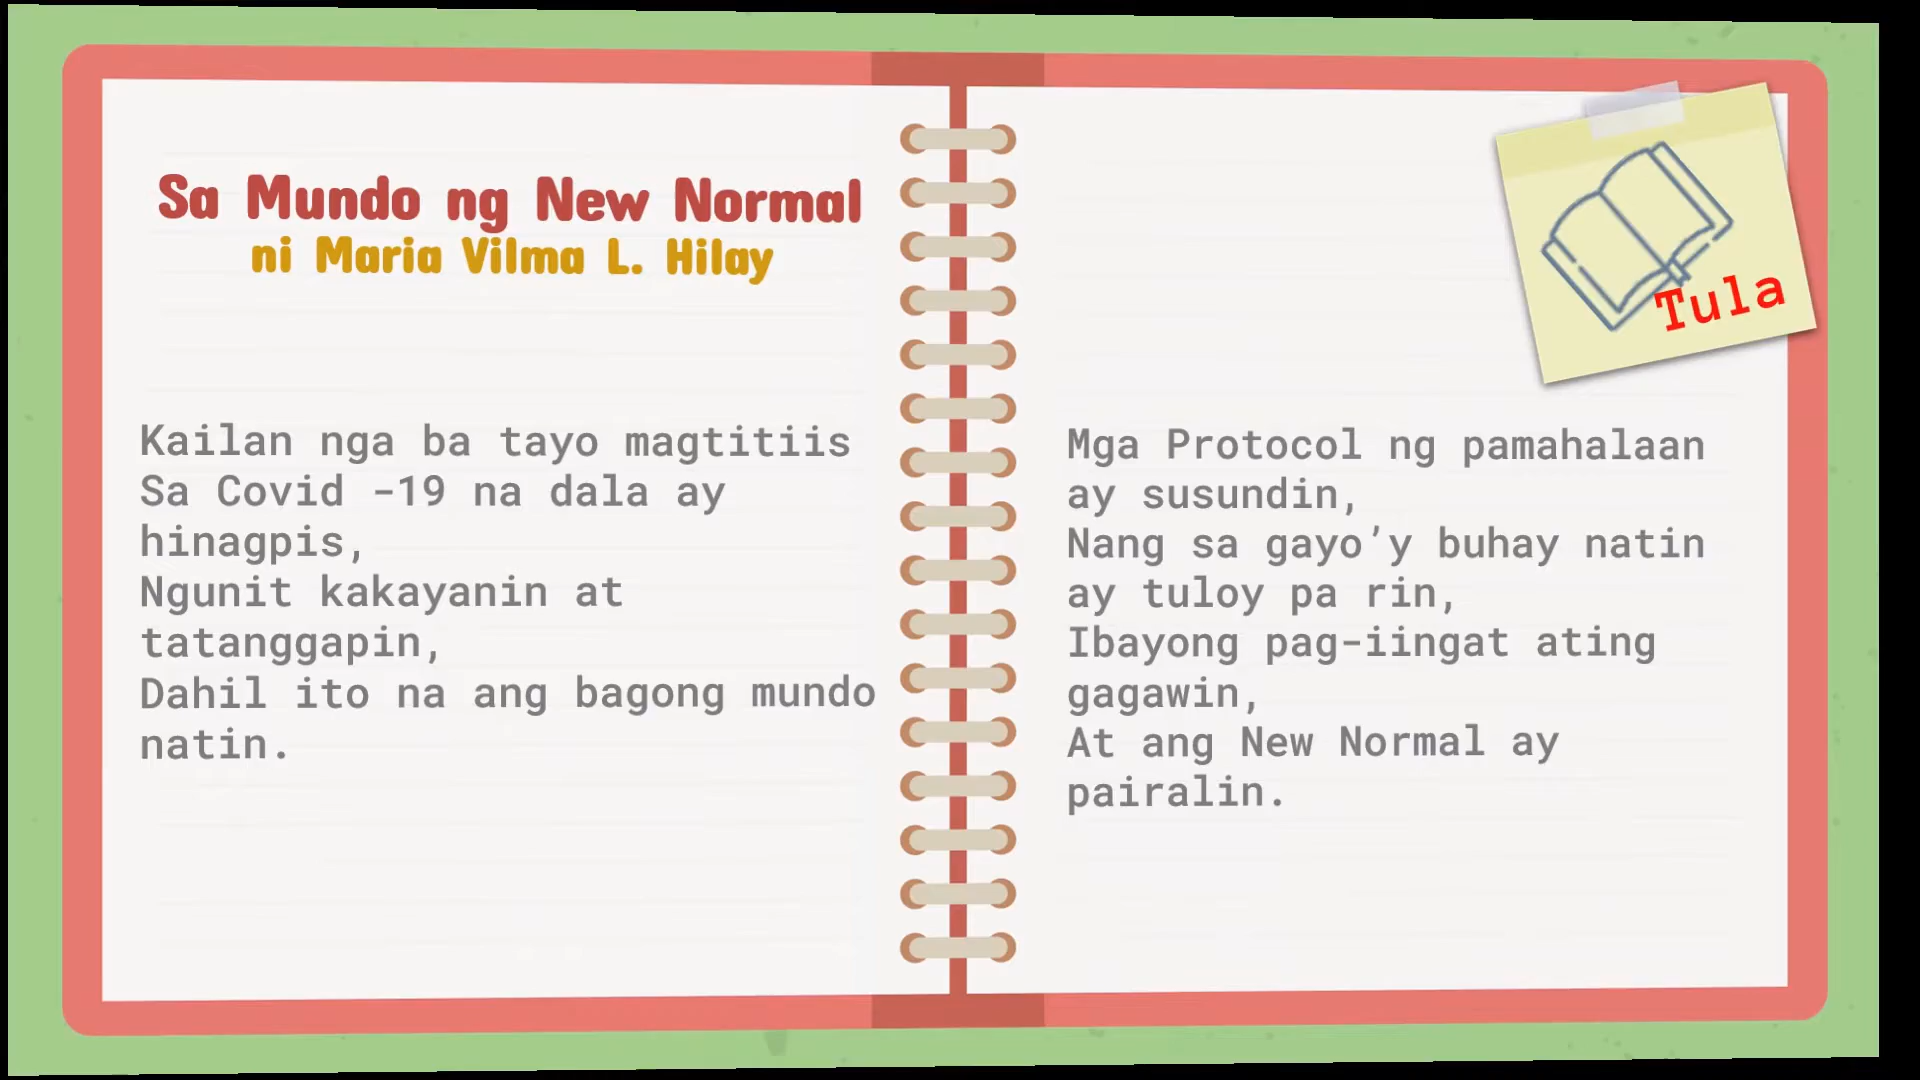 Sa Mundo ng New Normal
ni Maria Vilma L. Hilay
Kailan nga ba tayo magtitiis
Sa Covid -19 na dala ay
hinagpis,
Ngunit kakayanin at
tatanggapin,
Dahil ito na ang bagong mundo
natin.
Tula
Mga Protocol ng pamahalaan
ay susundin,
Nang sa gayo’y buhay natin
ay tuloy pa rin,
Ibayong pag-iingat ating
gagawin,
At ang New Normal ay
pairalin.